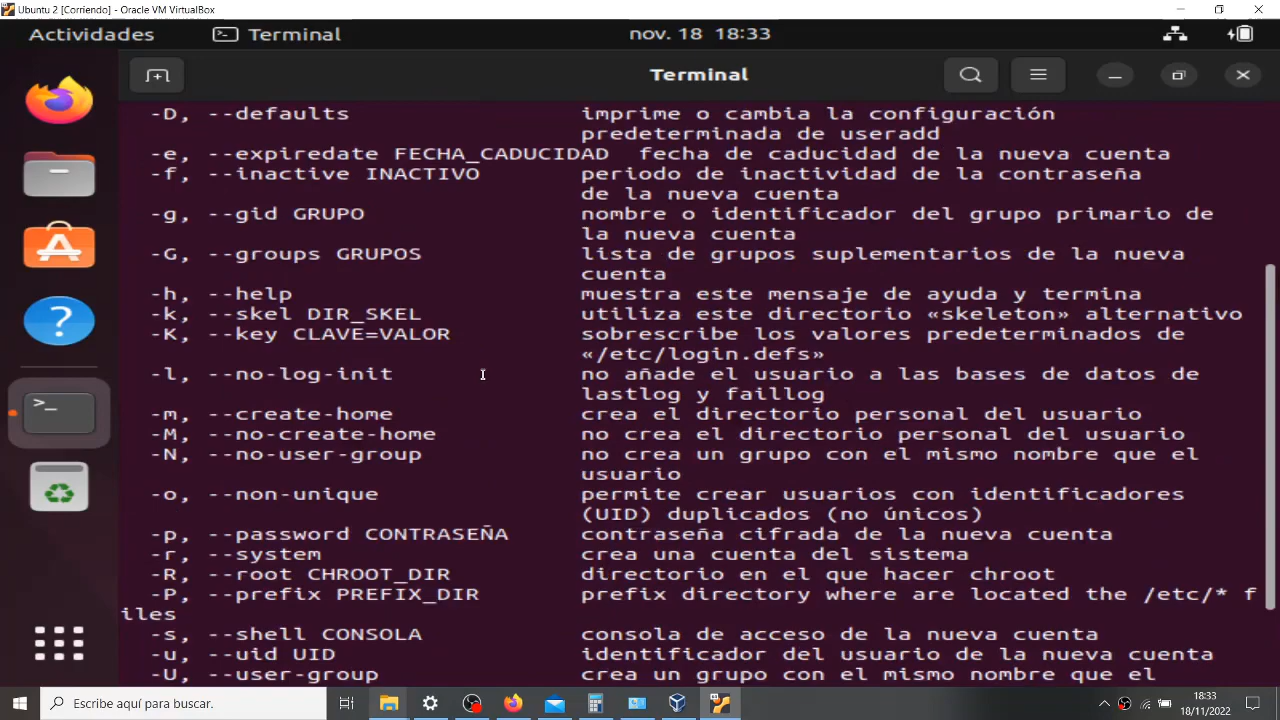 Ubuntu 2 [Corriendo] - Oracle VM VirtualBox
Actividades Terminal nov. 18 18:33
Terminal
-D, --defaults imprime o cambia la configuración
predeterminada de useradd
-e, --expiredate FECHA_CADUCIDAD fecha de caducidad de la nueva cuenta
-f, --inactive INACTIVO periodo de inactividad de la contraseña
de la nueva cuenta
-g, --gid GRUPO nombre o identificador del grupo primario de
la nueva cuenta
-G, --groups GRUPOS lista de grupos suplementarios de la nueva
cuenta
-h, --help muestra este mensaje de ayuda y termina
-k, --skel DIR_SKEL utiliza este directorio «skeleton» alternativo
-K, --key CLAVE=VALOR sobrescribe los valores predeterminados de
«/etc/login.defs»
-l, --no-log-init no añade el usuario a las bases de datos de
lastlog y faillog
-m, --create-home crea el directorio personal del usuario
-M, --no-create-home no crea el directorio personal del usuario
-N, --no-user-group no crea un grupo con el mismo nombre que el
usuario
-o, --non-unique permite crear usuarios con identificadores
(UID) duplicados (no únicos)
-p, --password CONTRASEÑA contraseña cifrada de la nueva cuenta
-r, --system crea una cuenta del sistema
-R, --root CHROOT_DIR directorio en el que hacer chroot
-P, --prefix PREFIX_DIR prefix directory where are located the /etc/* f
iles
-s, --shell CONSOLA consola de acceso de la nueva cuenta
-u, --uid UID identificador del usuario de la nueva cuenta
-U, --user-group crea un grupo con el mismo nombre que el
Escribe aquí para buscar.
18:33
18/11/2022